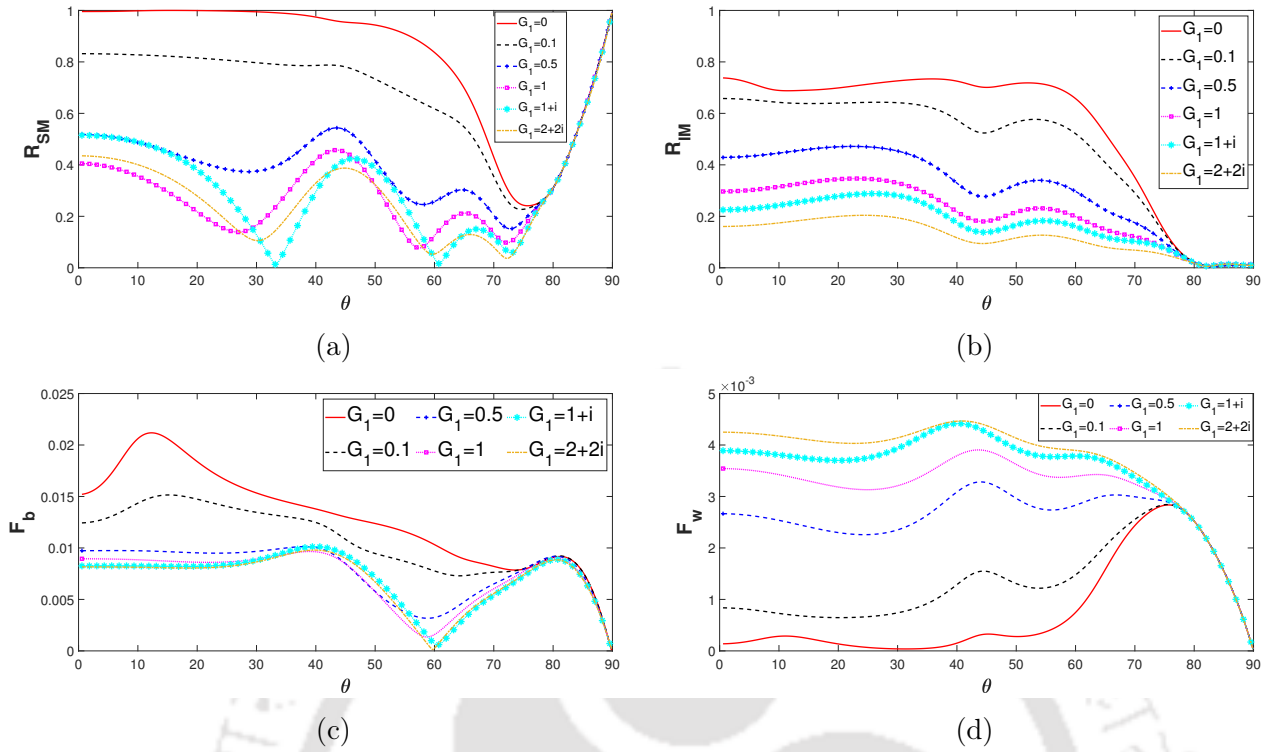 G₁=0
G₁=0.1
G₁=0.5
G₁=1
G₁=1+i
G₁=2+2i
R_SM
1
0.8
0.6
0.4
0.2
0
0 10 20 30 40 50 60 70 80 90
θ
(a)
G₁=0
G₁=0.1
G₁=0.5
G₁=1
G₁=1+i
G₁=2+2i
R_IM
1
0.8
0.6
0.4
0.2
0
0 10 20 30 40 50 60 70 80 90
θ
(b)
G₁=0 G₁=0.5 G₁=1+i
G₁=0.1 G₁=1 G₁=2+2i
F_b
0.025
0.02
0.015
0.01
0.005
0
0 10 20 30 40 50 60 70 80 90
θ
(c)
×10⁻³
G₁=0 G₁=0.5 G₁=1+i
G₁=0.1 G₁=1 G₁=2+2i
F_w
5
4
3
2
1
0
0 10 20 30 40 50 60 70 80 90
θ
(d)